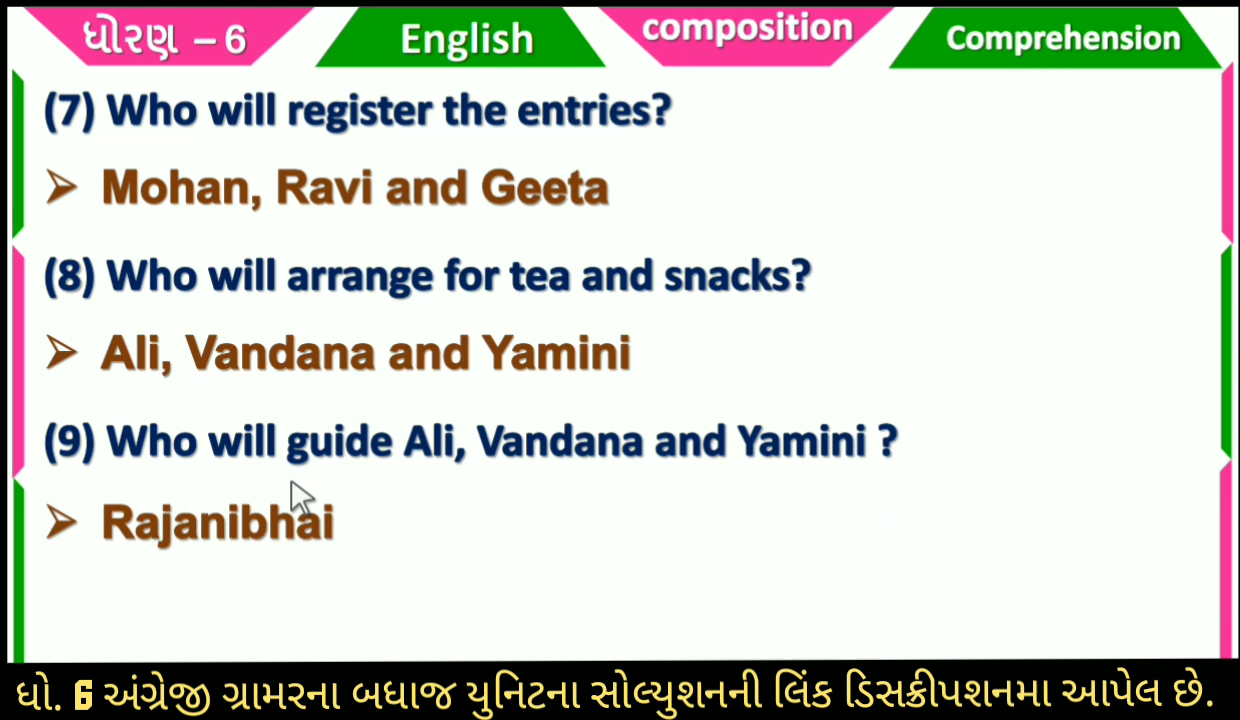 ધોરણ – 6
English
composition
Comprehension
(7) Who will register the entries?
➢ Mohan, Ravi and Geeta
(8) Who will arrange for tea and snacks?
➢ Ali, Vandana and Yamini
(9) Who will guide Ali, Vandana and Yamini ?
➢ Rajanibhai
ધો. 6 અંગ્રેજી ગ્રામરના બધાજ યુનિટના સોલ્યુશનની લિંક ડિસક્રીપશનમા આપેલ છે.